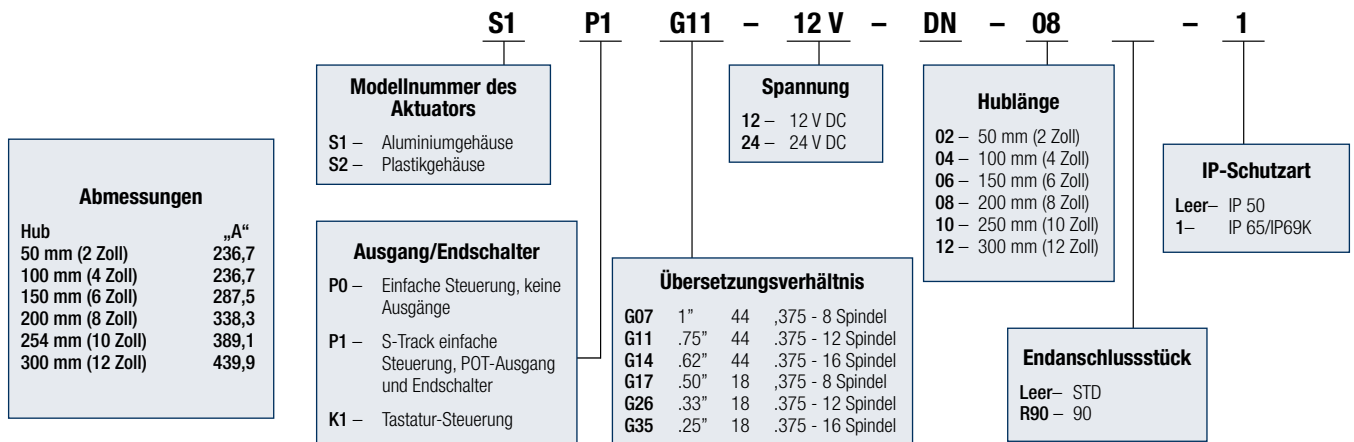 S1 P1 G11 – 12 V – DN – 08 – 1
Modellnummer des
Aktuators
S1 – Aluminiumgehäuse
S2 – Plastikgehäuse
Spannung
12 – 12 V DC
24 – 24 V DC
Hublänge
02 – 50 mm (2 Zoll)
04 – 100 mm (4 Zoll)
06 – 150 mm (6 Zoll)
08 – 200 mm (8 Zoll)
10 – 250 mm (10 Zoll)
12 – 300 mm (12 Zoll)
IP-Schutzart
Leer– IP 50
1– IP 65/IP69K
Abmessungen
Hub „A“
50 mm (2 Zoll) 236,7
100 mm (4 Zoll) 236,7
150 mm (6 Zoll) 287,5
200 mm (8 Zoll) 338,3
254 mm (10 Zoll) 389,1
300 mm (12 Zoll) 439,9
Ausgang/Endschalter
P0 – Einfache Steuerung, keine
Ausgänge
P1 – S-Track einfache
Steuerung, POT-Ausgang
und Endschalter
K1 – Tastatur-Steuerung
Übersetzungsverhältnis
G07 1” 44 ,375 - 8 Spindel
G11 .75” 44 .375 - 12 Spindel
G14 .62” 44 .375 - 16 Spindel
G17 .50” 18 ,375 - 8 Spindel
G26 .33” 18 .375 - 12 Spindel
G35 .25” 18 .375 - 16 Spindel
Endanschlussstück
Leer– STD
R90 – 90